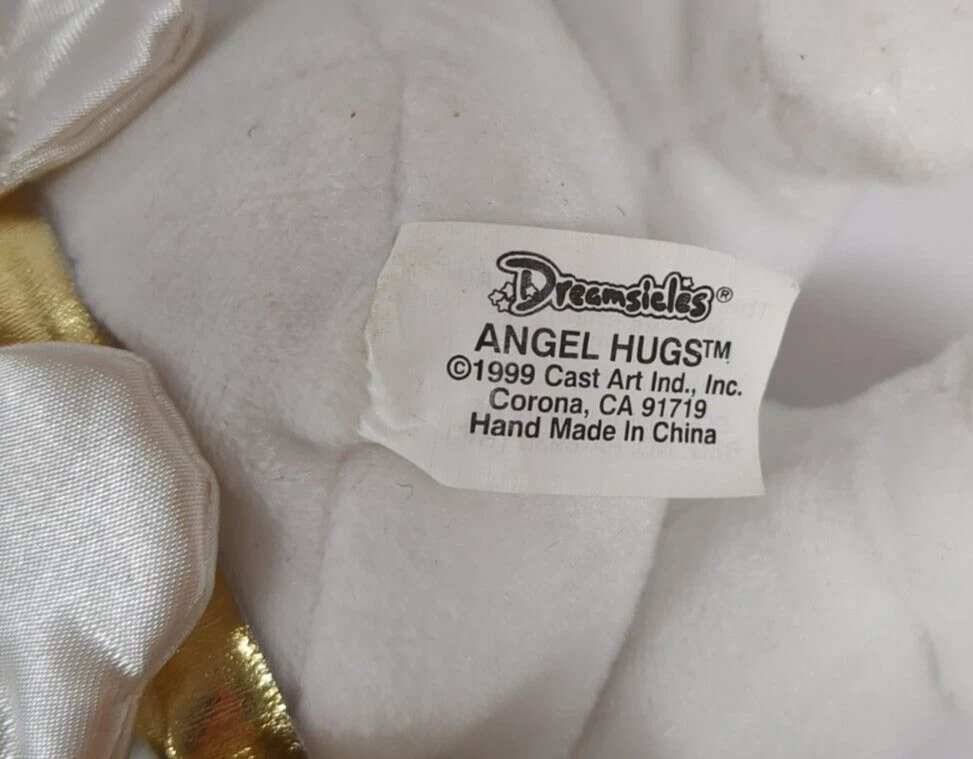 Dreamsicles®
ANGEL HUGS™
©1999 Cast Art Ind., Inc.
Corona, CA 91719
Hand Made In China